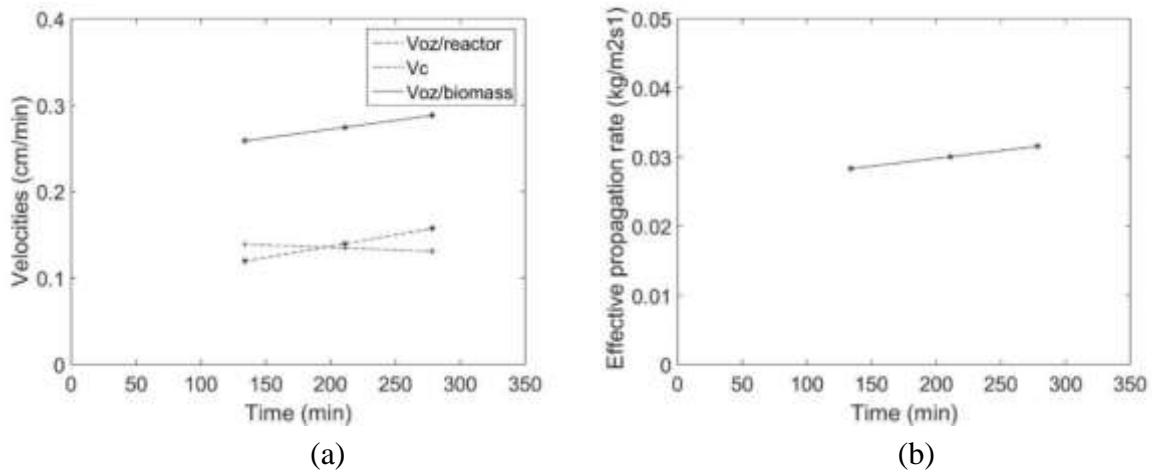 0.4
0.3
0.2
0.1
0
Velocities (cm/min)
Voz/reactor
Vc
Voz/biomass
0 50 100 150 200 250 300 350
Time (min)
(a)
0.05
0.04
0.03
0.02
0.01
0
Effective propagation rate (kg/m2s1)
0 50 100 150 200 250 300 350
Time (min)
(b)